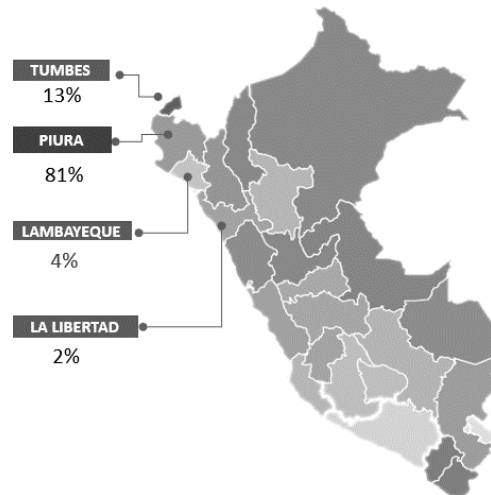 TUMBES
13%
PIURA
81%
LAMBAYEQUE
4%
LA LIBERTAD
2%